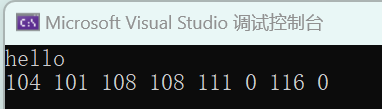 C:\
Microsoft Visual Studio 调试控制台
hello
104 101 108 108 111 0 116 0